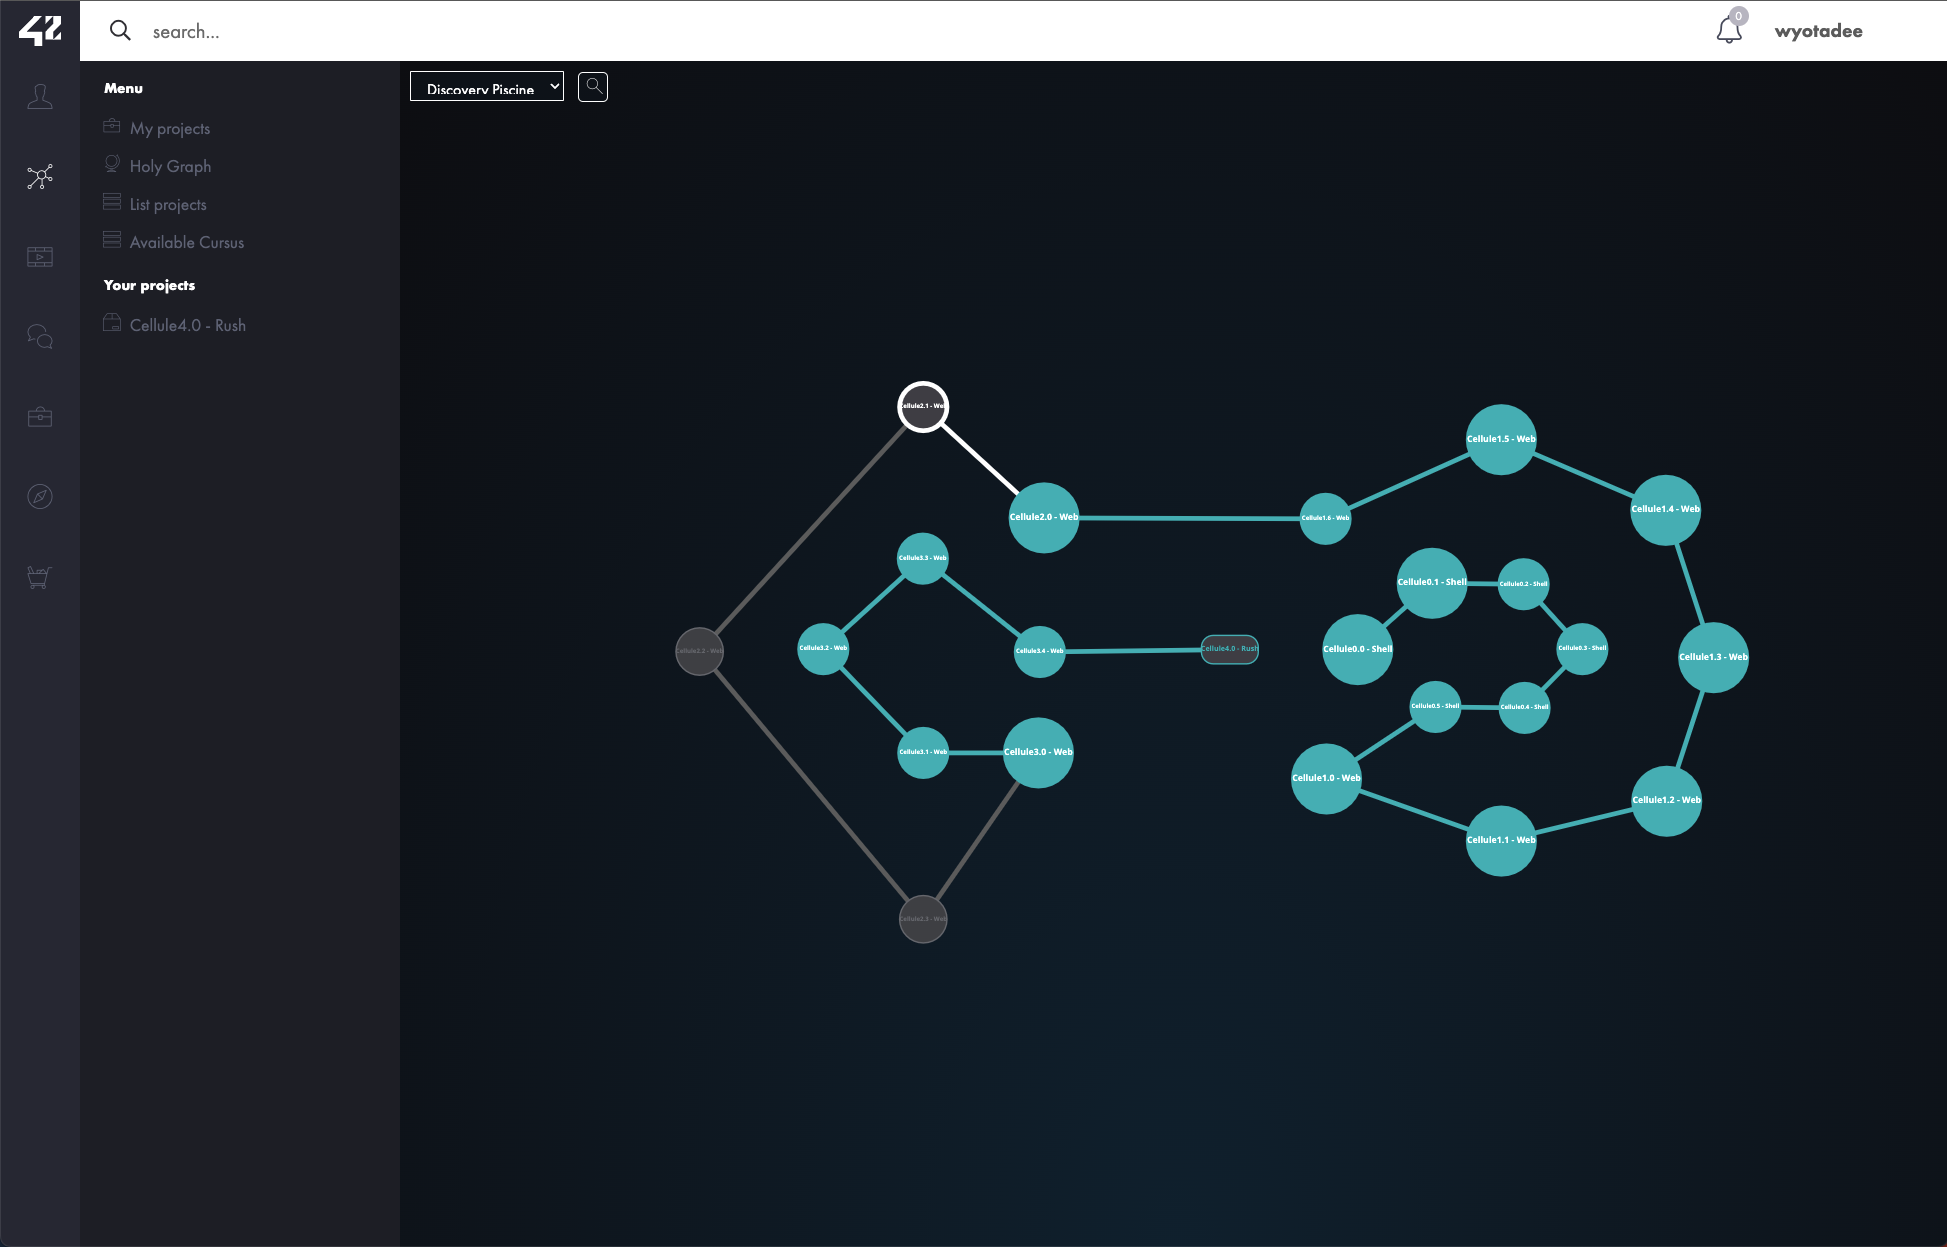 42
search...
0
wyotadee
Menu
My projects
Holy Graph
List projects
Available Cursus
Your projects
Cellule4.0 - Rush
Discovery Piscine
Cellule2.1 - Web
Cellule1.5 - Web
Cellule2.0 - Web
Cellule1.6 - Web
Cellule1.4 - Web
Cellule3.3 - Web
Cellule0.1 - Shell
Cellule0.2 - Shell
Cellule2.2 - Web
Cellule3.2 - Web
Cellule3.4 - Web
Cellule4.0 - Rush
Cellule0.0 - Shell
Cellule0.3 - Shell
Cellule1.3 - Web
Cellule0.5 - Shell
Cellule0.4 - Shell
Cellule3.1 - Web
Cellule3.0 - Web
Cellule1.0 - Web
Cellule1.2 - Web
Cellule1.1 - Web
Cellule2.3 - Web